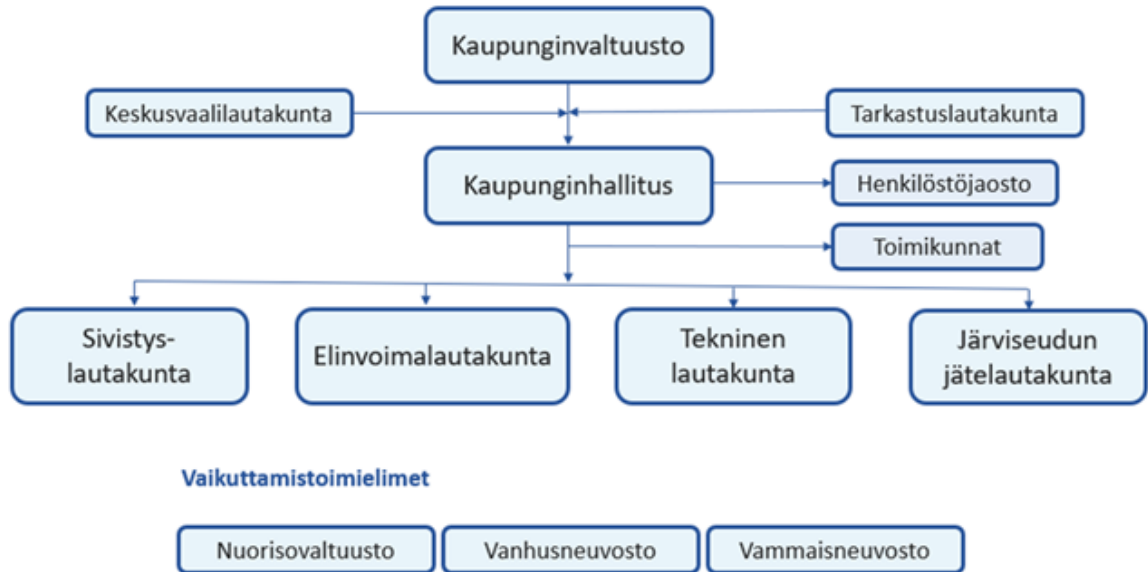 Kaupunginvaltuusto
Keskusvaalilautakunta
Tarkastuslautakunta
Kaupunginhallitus
Henkilöstöjaosto
Toimikunnat
Sivistys-
lautakunta
Elinvoimalautakunta
Tekninen
lautakunta
Järviseudun
jätelautakunta
Vaikuttamistoimielimet
Nuorisovaltuusto
Vanhusneuvosto
Vammaisneuvosto